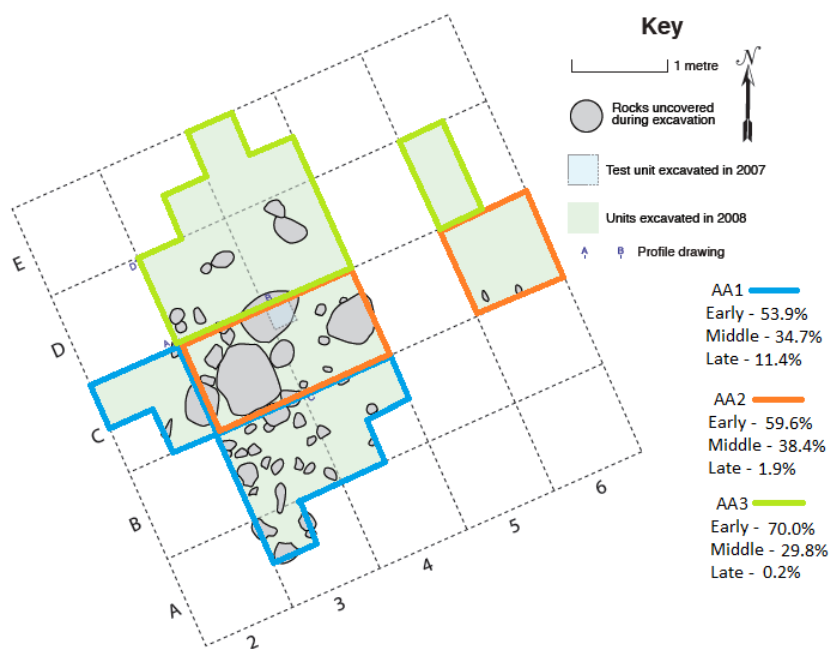 Key
N
1 metre
Rocks uncovered
during excavation
Test unit excavated in 2007
Units excavated in 2008
A B Profile drawing
AA1
Early - 53.9%
Middle - 34.7%
Late - 11.4%
AA2
Early - 59.6%
Middle - 38.4%
Late - 1.9%
AA3
Early - 70.0%
Middle - 29.8%
Late - 0.2%
E
D
C
B
A
2
3
4
5
6
D
A
B
C